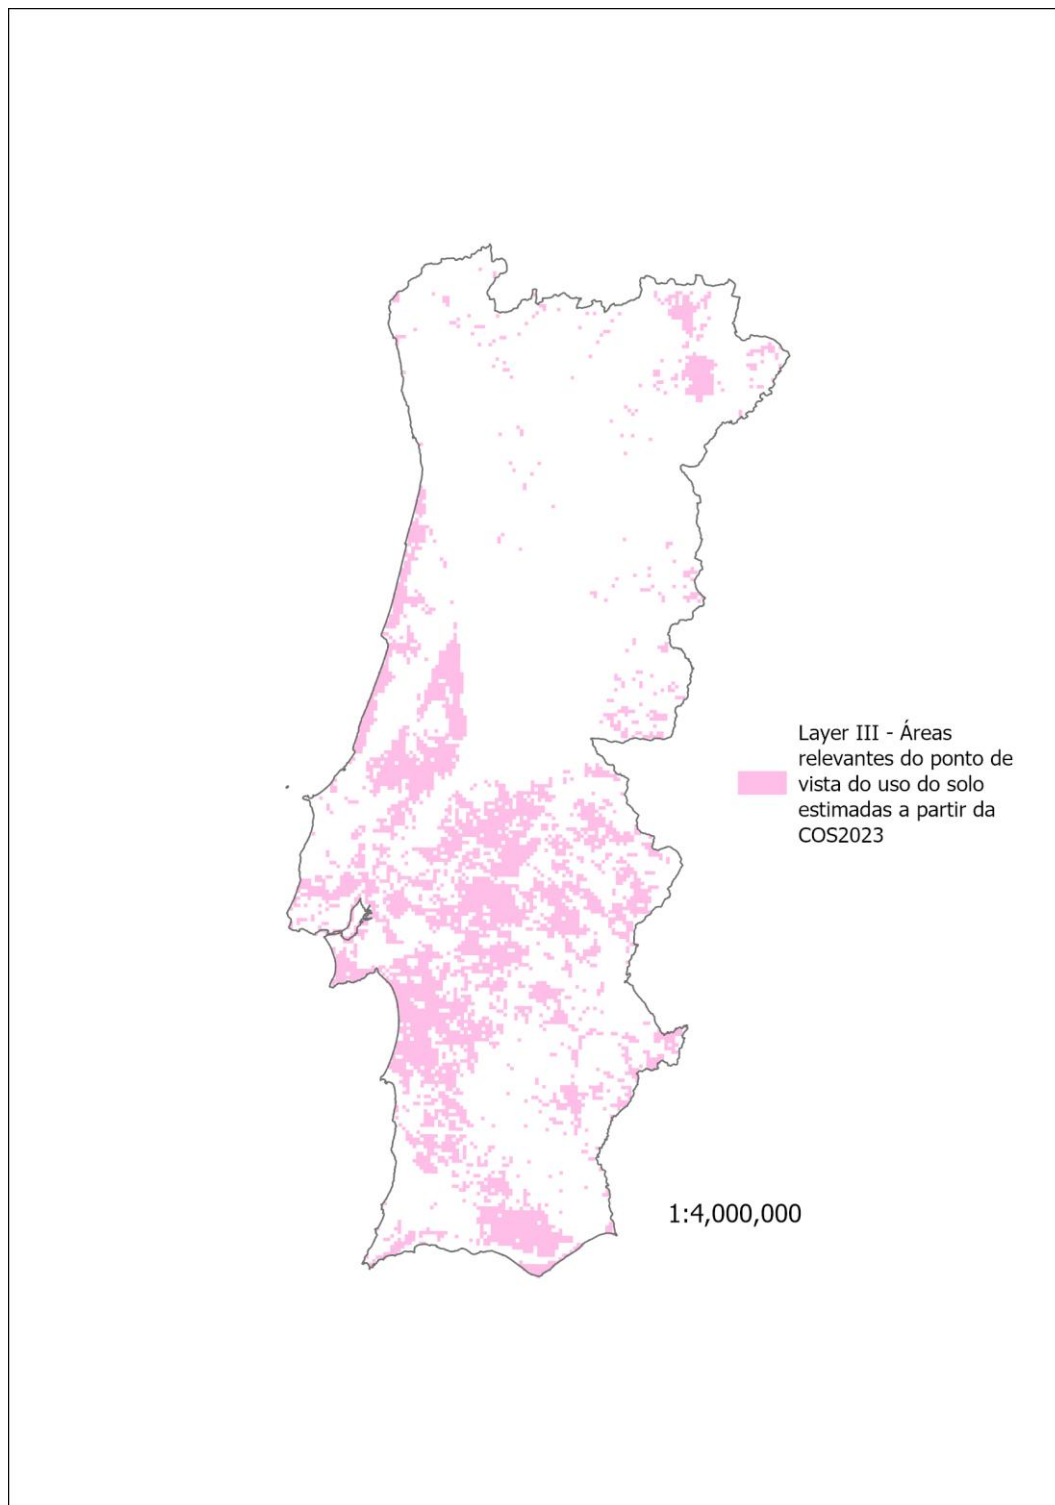 Layer III - Áreas
relevantes do ponto de
vista do uso do solo
estimadas a partir da
COS2023
1:4,000,000